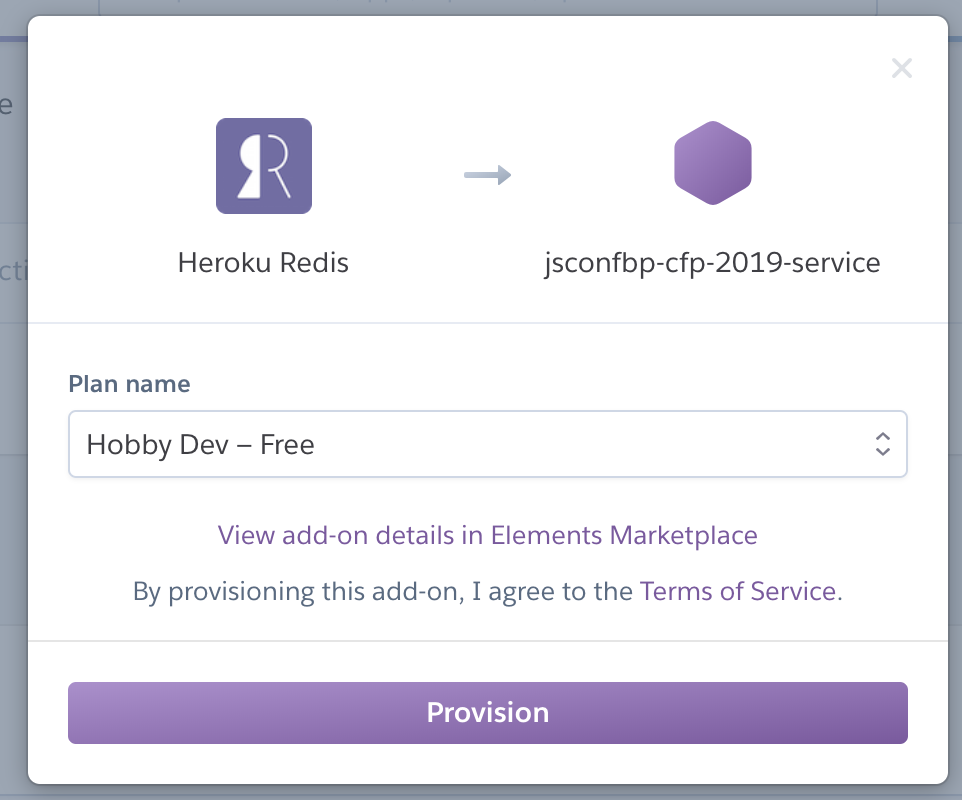 e
Heroku Redis
jsconfbp-cfp-2019-service
cti
Plan name
Hobby Dev – Free
View add-on details in Elements Marketplace
By provisioning this add-on, I agree to the Terms of Service.
Provision